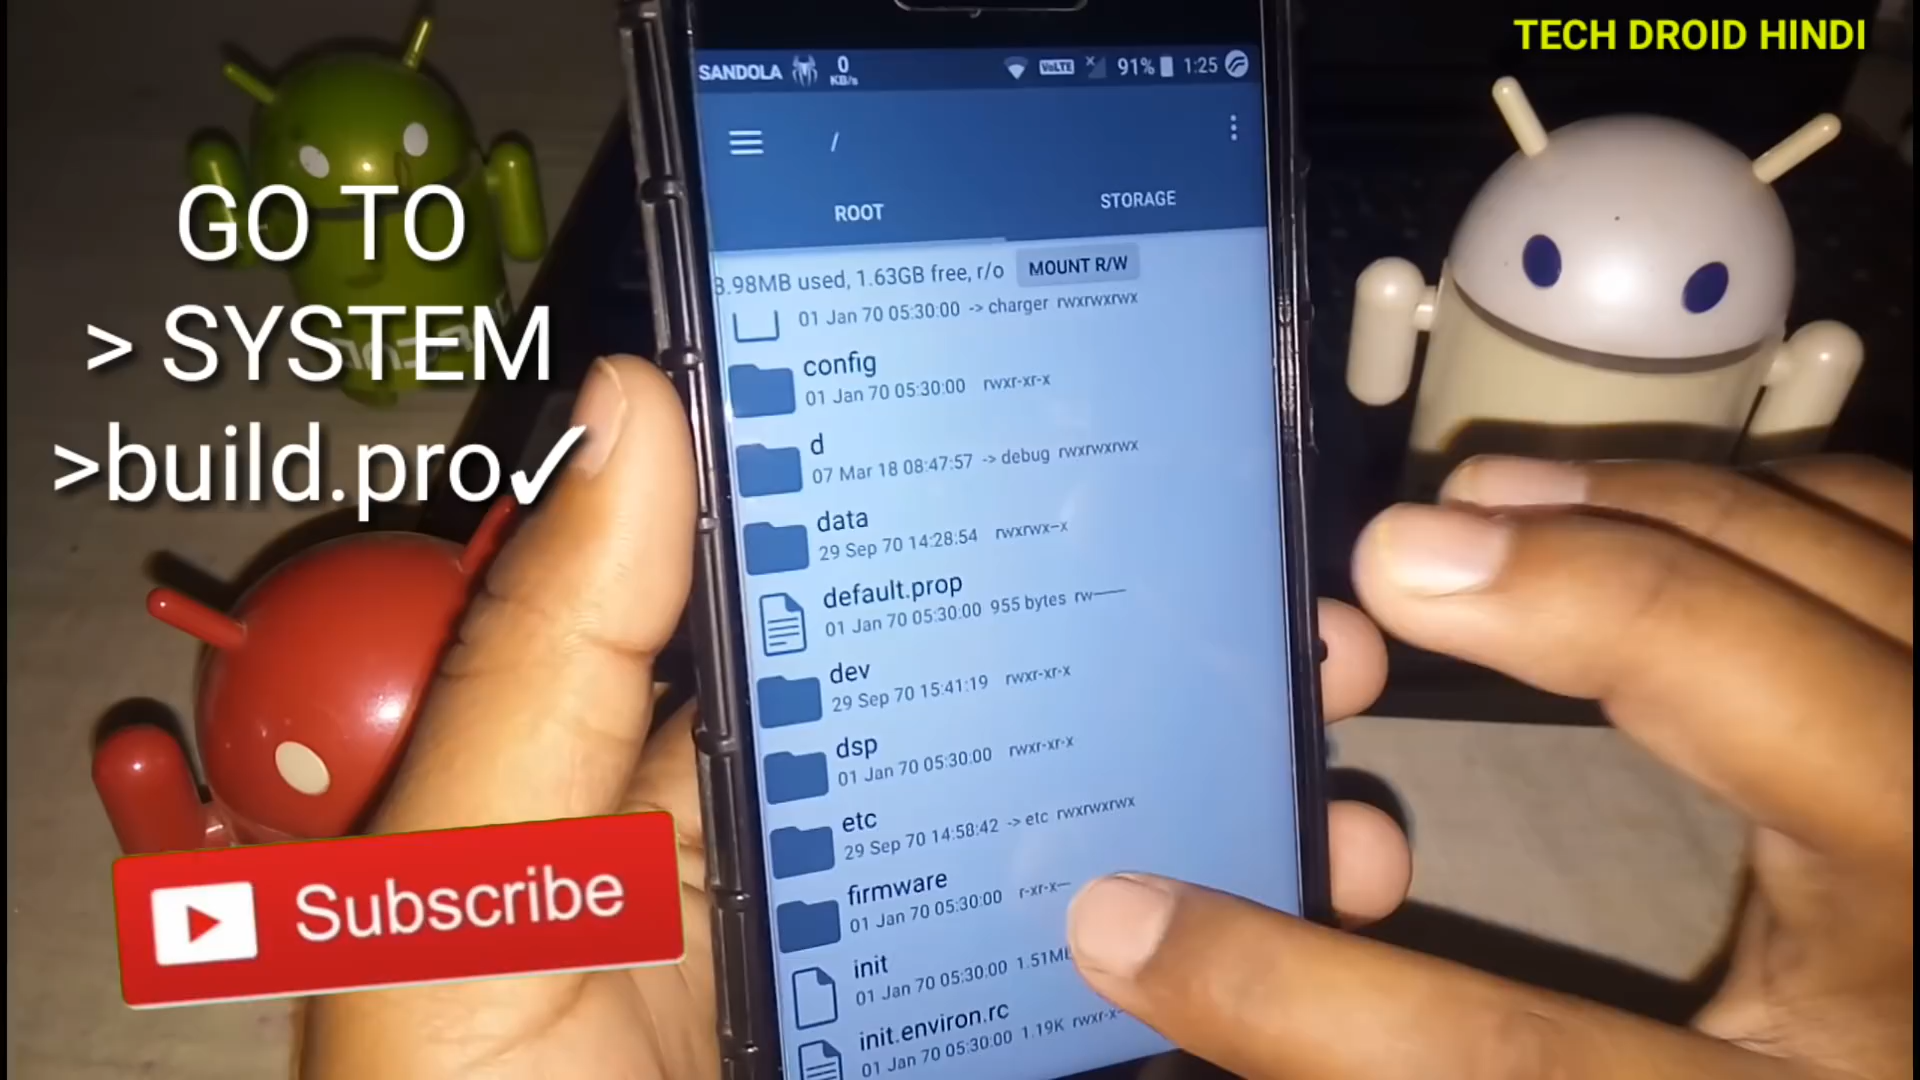 TECH DROID HINDI
SANDOLA 0 KB/s VoLTE 91% 1:25
/
ROOT STORAGE
8.98MB used, 1.63GB free, r/o MOUNT R/W
01 Jan 70 05:30:00 -> charger rwxrwxrwx
config
01 Jan 70 05:30:00 rwxr-xr-x
d
07 Mar 18 08:47:57 -> debug rwxrwxrwx
data
29 Sep 70 14:28:54 rwxrwx--x
default.prop
01 Jan 70 05:30:00 955 bytes rw-------
dev
29 Sep 70 15:41:19 rwxr-xr-x
dsp
01 Jan 70 05:30:00 rwxr-xr-x
etc
29 Sep 70 14:58:42 -> etc rwxrwxrwx
firmware
01 Jan 70 05:30:00 r-xr-x---
init
01 Jan 70 05:30:00
init.environ.rc
01 Jan 70 05:30:00 1.19K rwxr-x-
GO TO
> SYSTEM
>build.pro✓
Subscribe